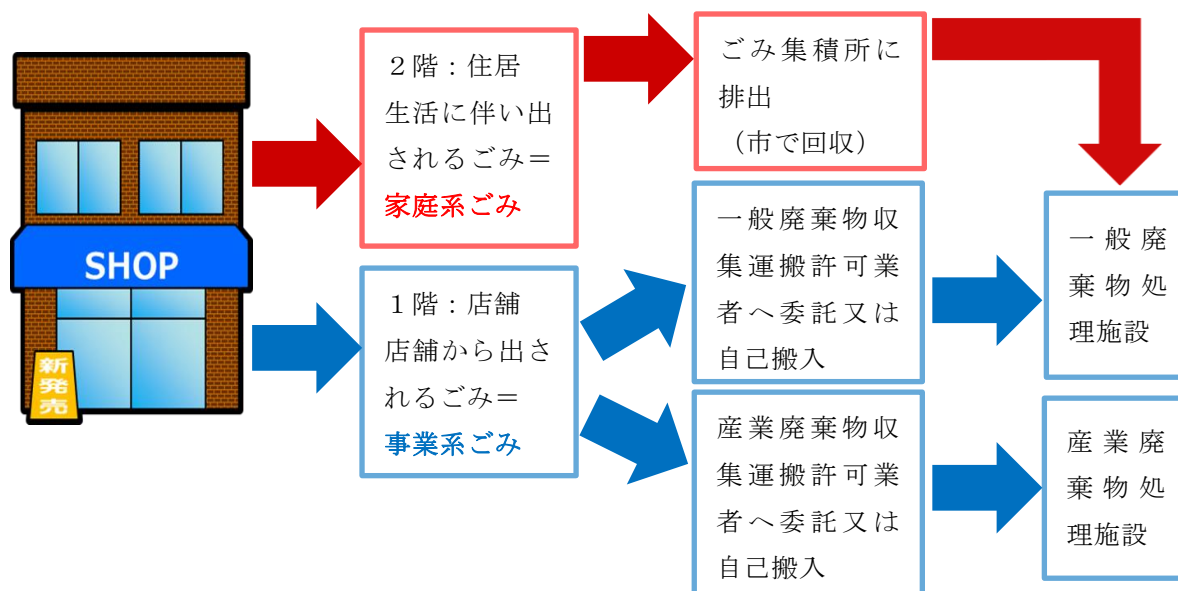 SHOP
新発売
2階：住居
生活に伴い出
されるごみ＝
家庭系ごみ
1階：店舗
店舗から出さ
れるごみ＝
事業系ごみ
ごみ集積所に
排出
（市で回収）
一般廃棄物収
集運搬許可業
者へ委託又は
自己搬入
産業廃棄物収
集運搬許可業
者へ委託又は
自己搬入
一般廃
棄物処
理施設
産業廃
棄物処
理施設